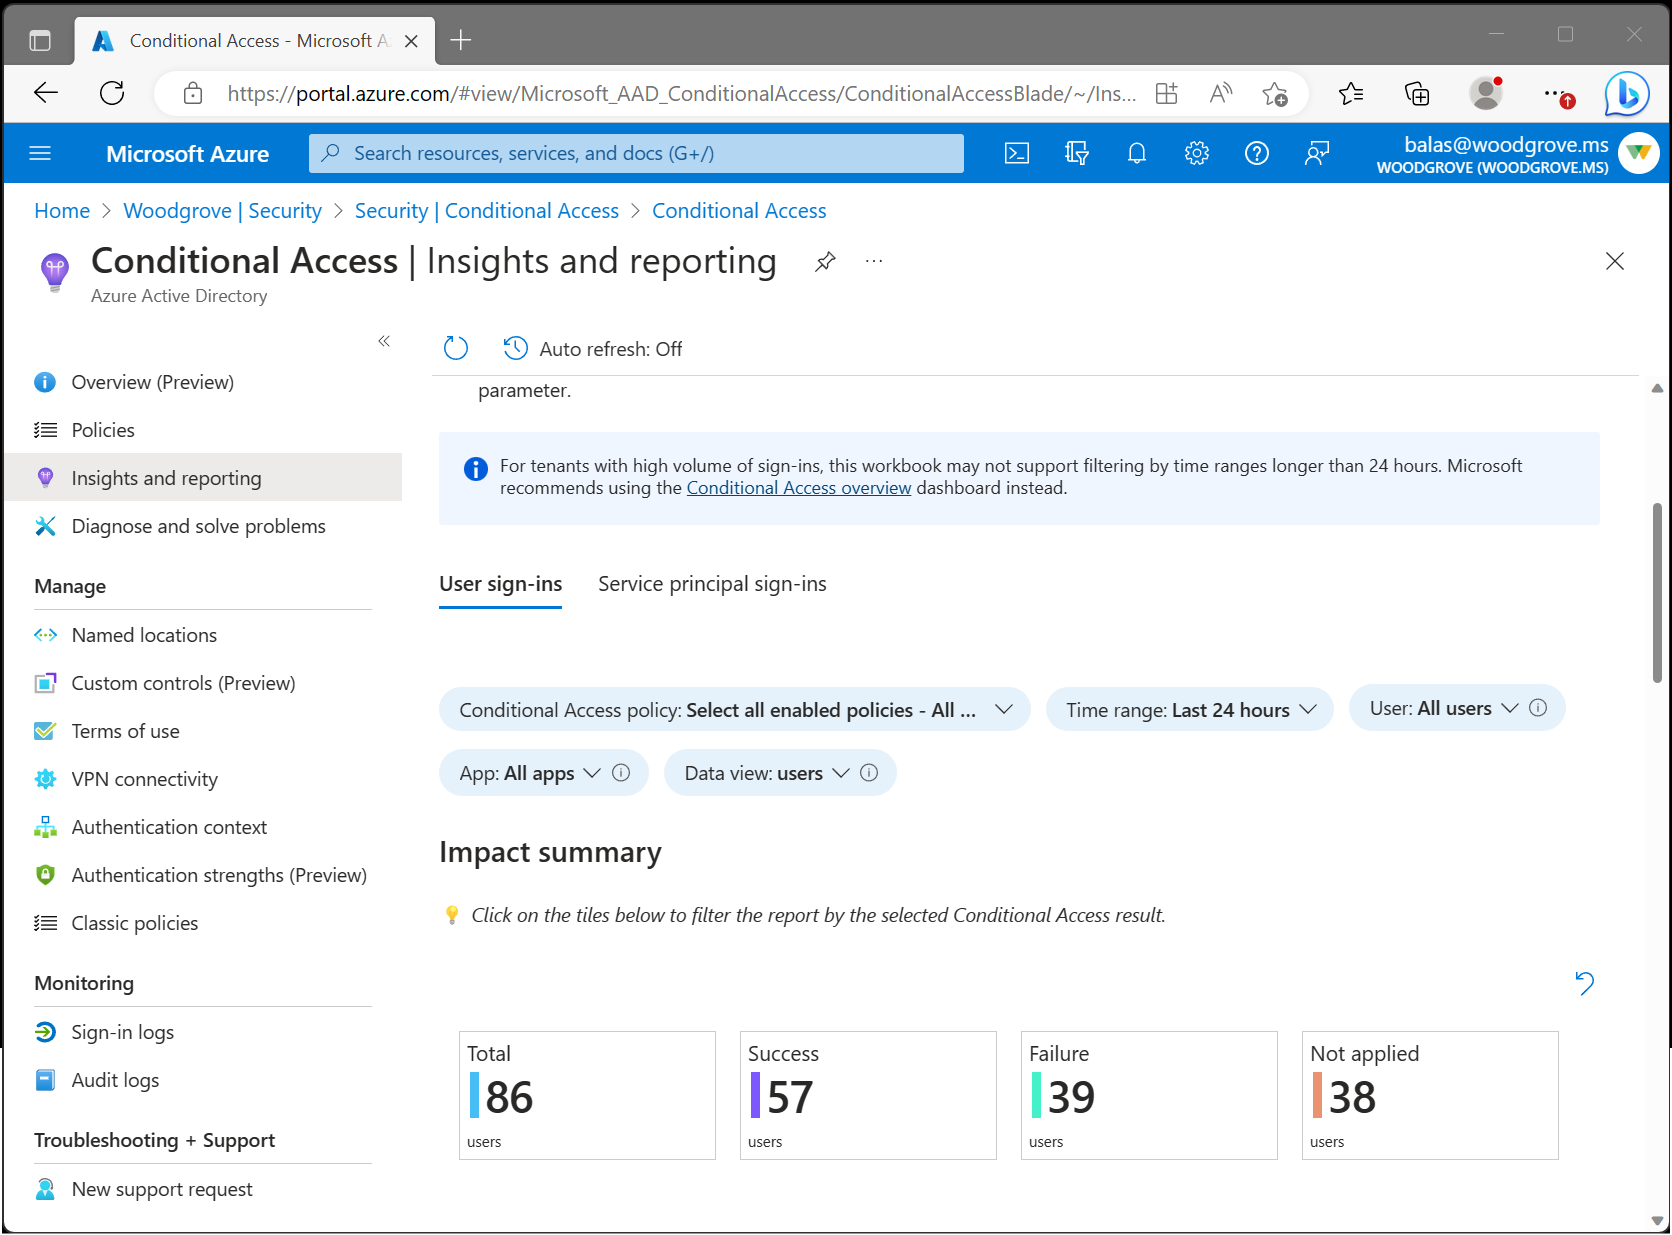 Conditional Access - Microsoft A
https://portal.azure.com/#view/Microsoft_AAD_ConditionalAccess/ConditionalAccessBlade/~/Ins...
Microsoft Azure
Search resources, services, and docs (G+/)
balas@woodgrove.ms
WOODGROVE (WOODGROVE.MS)
Home > Woodgrove | Security > Security | Conditional Access > Conditional Access
Conditional Access | Insights and reporting
Azure Active Directory
Auto refresh: Off
Overview (Preview)
Policies
Insights and reporting
Diagnose and solve problems
Manage
Named locations
Custom controls (Preview)
Terms of use
VPN connectivity
Authentication context
Authentication strengths (Preview)
Classic policies
Monitoring
Sign-in logs
Audit logs
Troubleshooting + Support
New support request
parameter.
For tenants with high volume of sign-ins, this workbook may not support filtering by time ranges longer than 24 hours. Microsoft
recommends using the Conditional Access overview dashboard instead.
User sign-ins
Service principal sign-ins
Conditional Access policy: Select all enabled policies - All ...
Time range: Last 24 hours
User: All users
App: All apps
Data view: users
Impact summary
Click on the tiles below to filter the report by the selected Conditional Access result.
Total
86
users
Success
57
users
Failure
39
users
Not applied
38
users